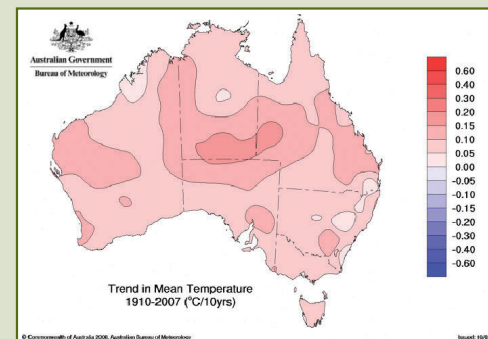 Australian Government
Bureau of Meteorology
0.60
0.40
0.30
0.20
0.15
0.10
0.05
0.00
-0.05
-0.10
-0.15
-0.20
-0.30
-0.40
-0.60
Trend in Mean Temperature
1910-2007 (°C/10yrs)
© Commonwealth of Australia 2008, Australian Bureau of Meteorology
Issued: